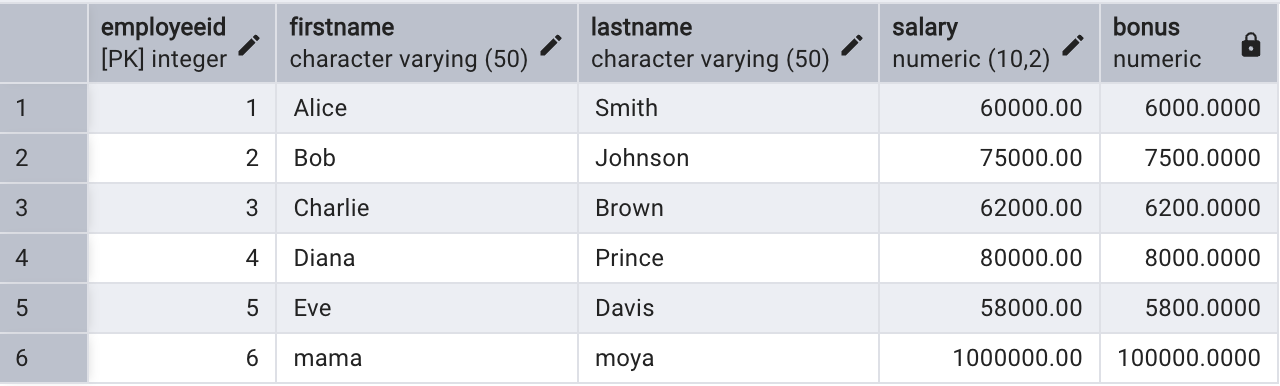 employeeid firstname lastname salary bonus
[PK] integer character varying (50) character varying (50) numeric (10,2) numeric
1 1 Alice Smith 60000.00 6000.0000
2 2 Bob Johnson 75000.00 7500.0000
3 3 Charlie Brown 62000.00 6200.0000
4 4 Diana Prince 80000.00 8000.0000
5 5 Eve Davis 58000.00 5800.0000
6 6 mama moya 1000000.00 100000.0000